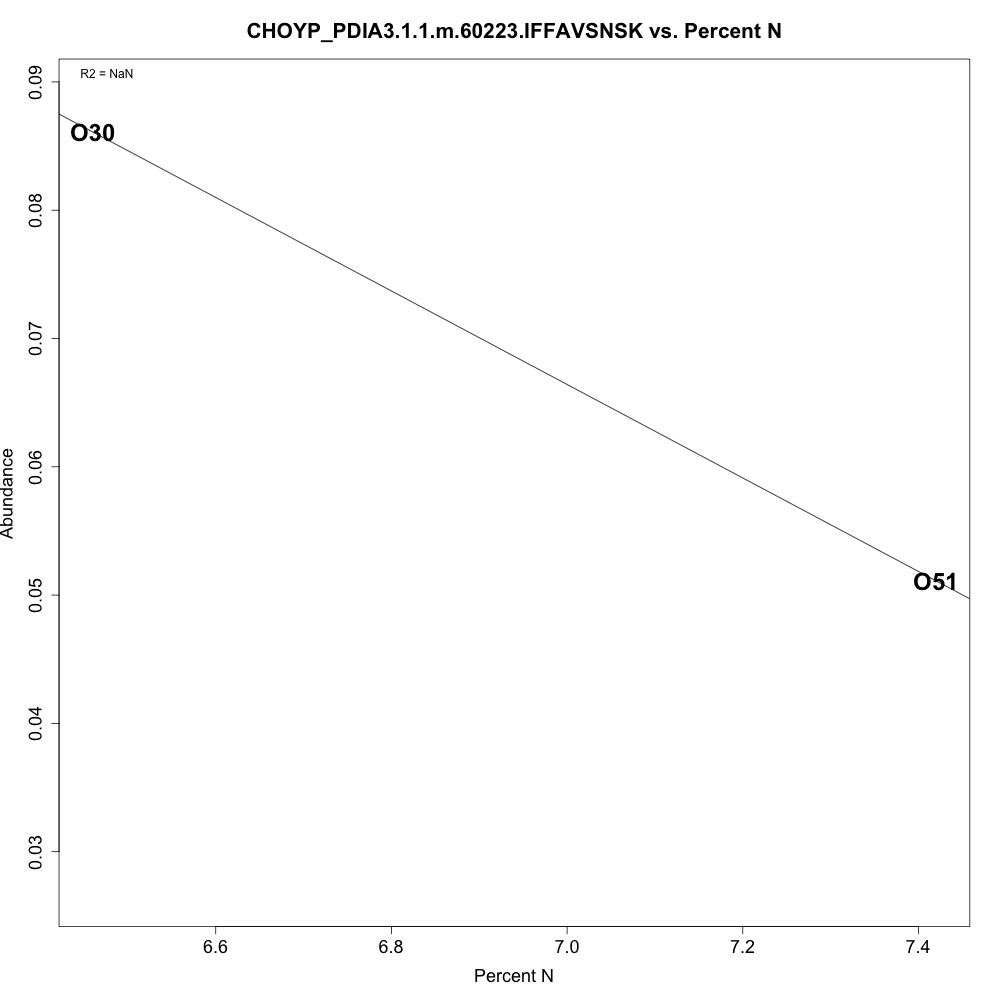 CHOYP_PDIA3.1.1.m.60223.IFFAVSNSK vs. Percent N
R2 = NaN
0.09
O30
0.08
0.07
0.06
Abundance
O51
0.05
0.04
0.03
6.6 6.8 7.0 7.2 7.4
Percent N